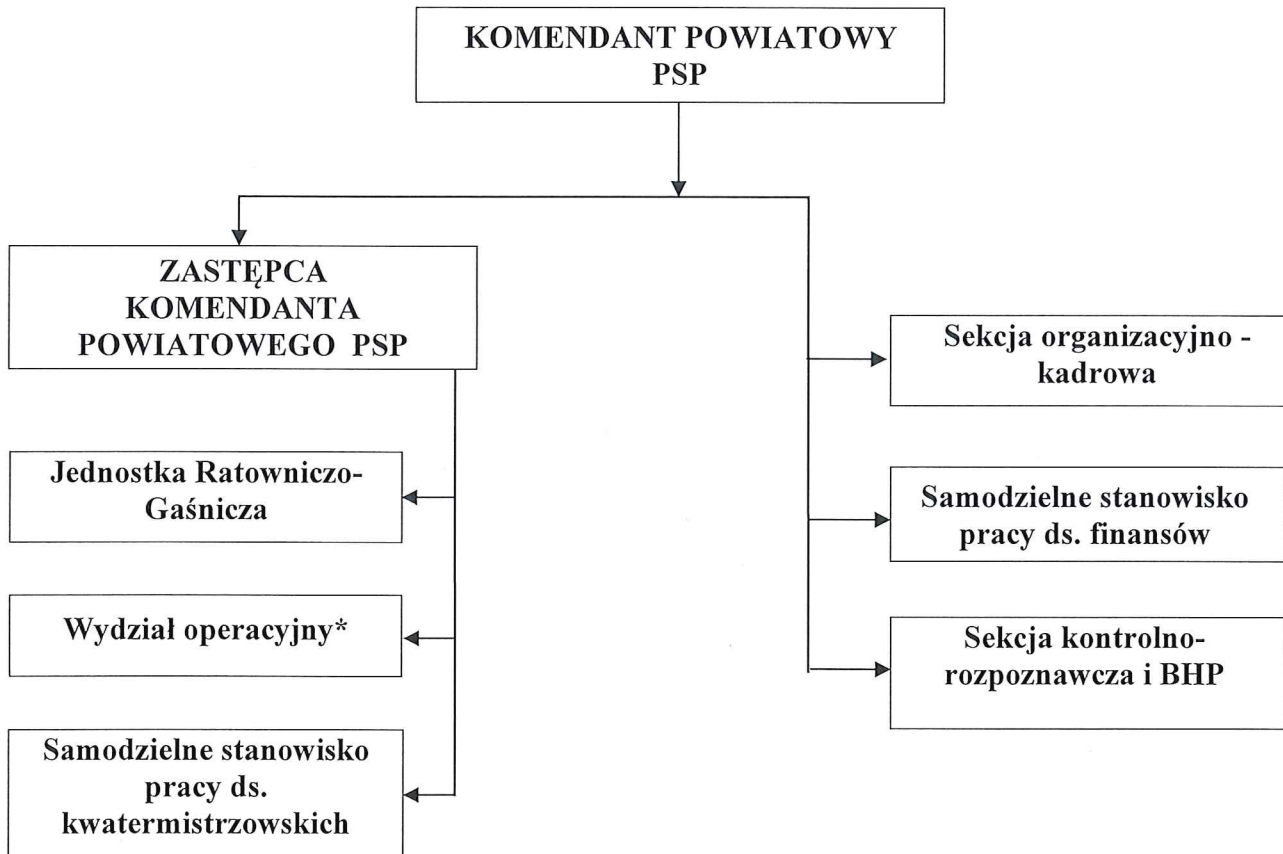 KOMENDANT POWIATOWY
PSP
ZASTĘPCA
KOMENDANTA
POWIATOWEGO PSP
Jednostka Ratowniczo-
Gaśnicza
Wydział operacyjny*
Samodzielne stanowisko
pracy ds.
kwatermistrzowskich
Sekcja organizacyjno -
kadrowa
Samodzielne stanowisko
pracy ds. finansów
Sekcja kontrolno-
rozpoznawcza i BHP